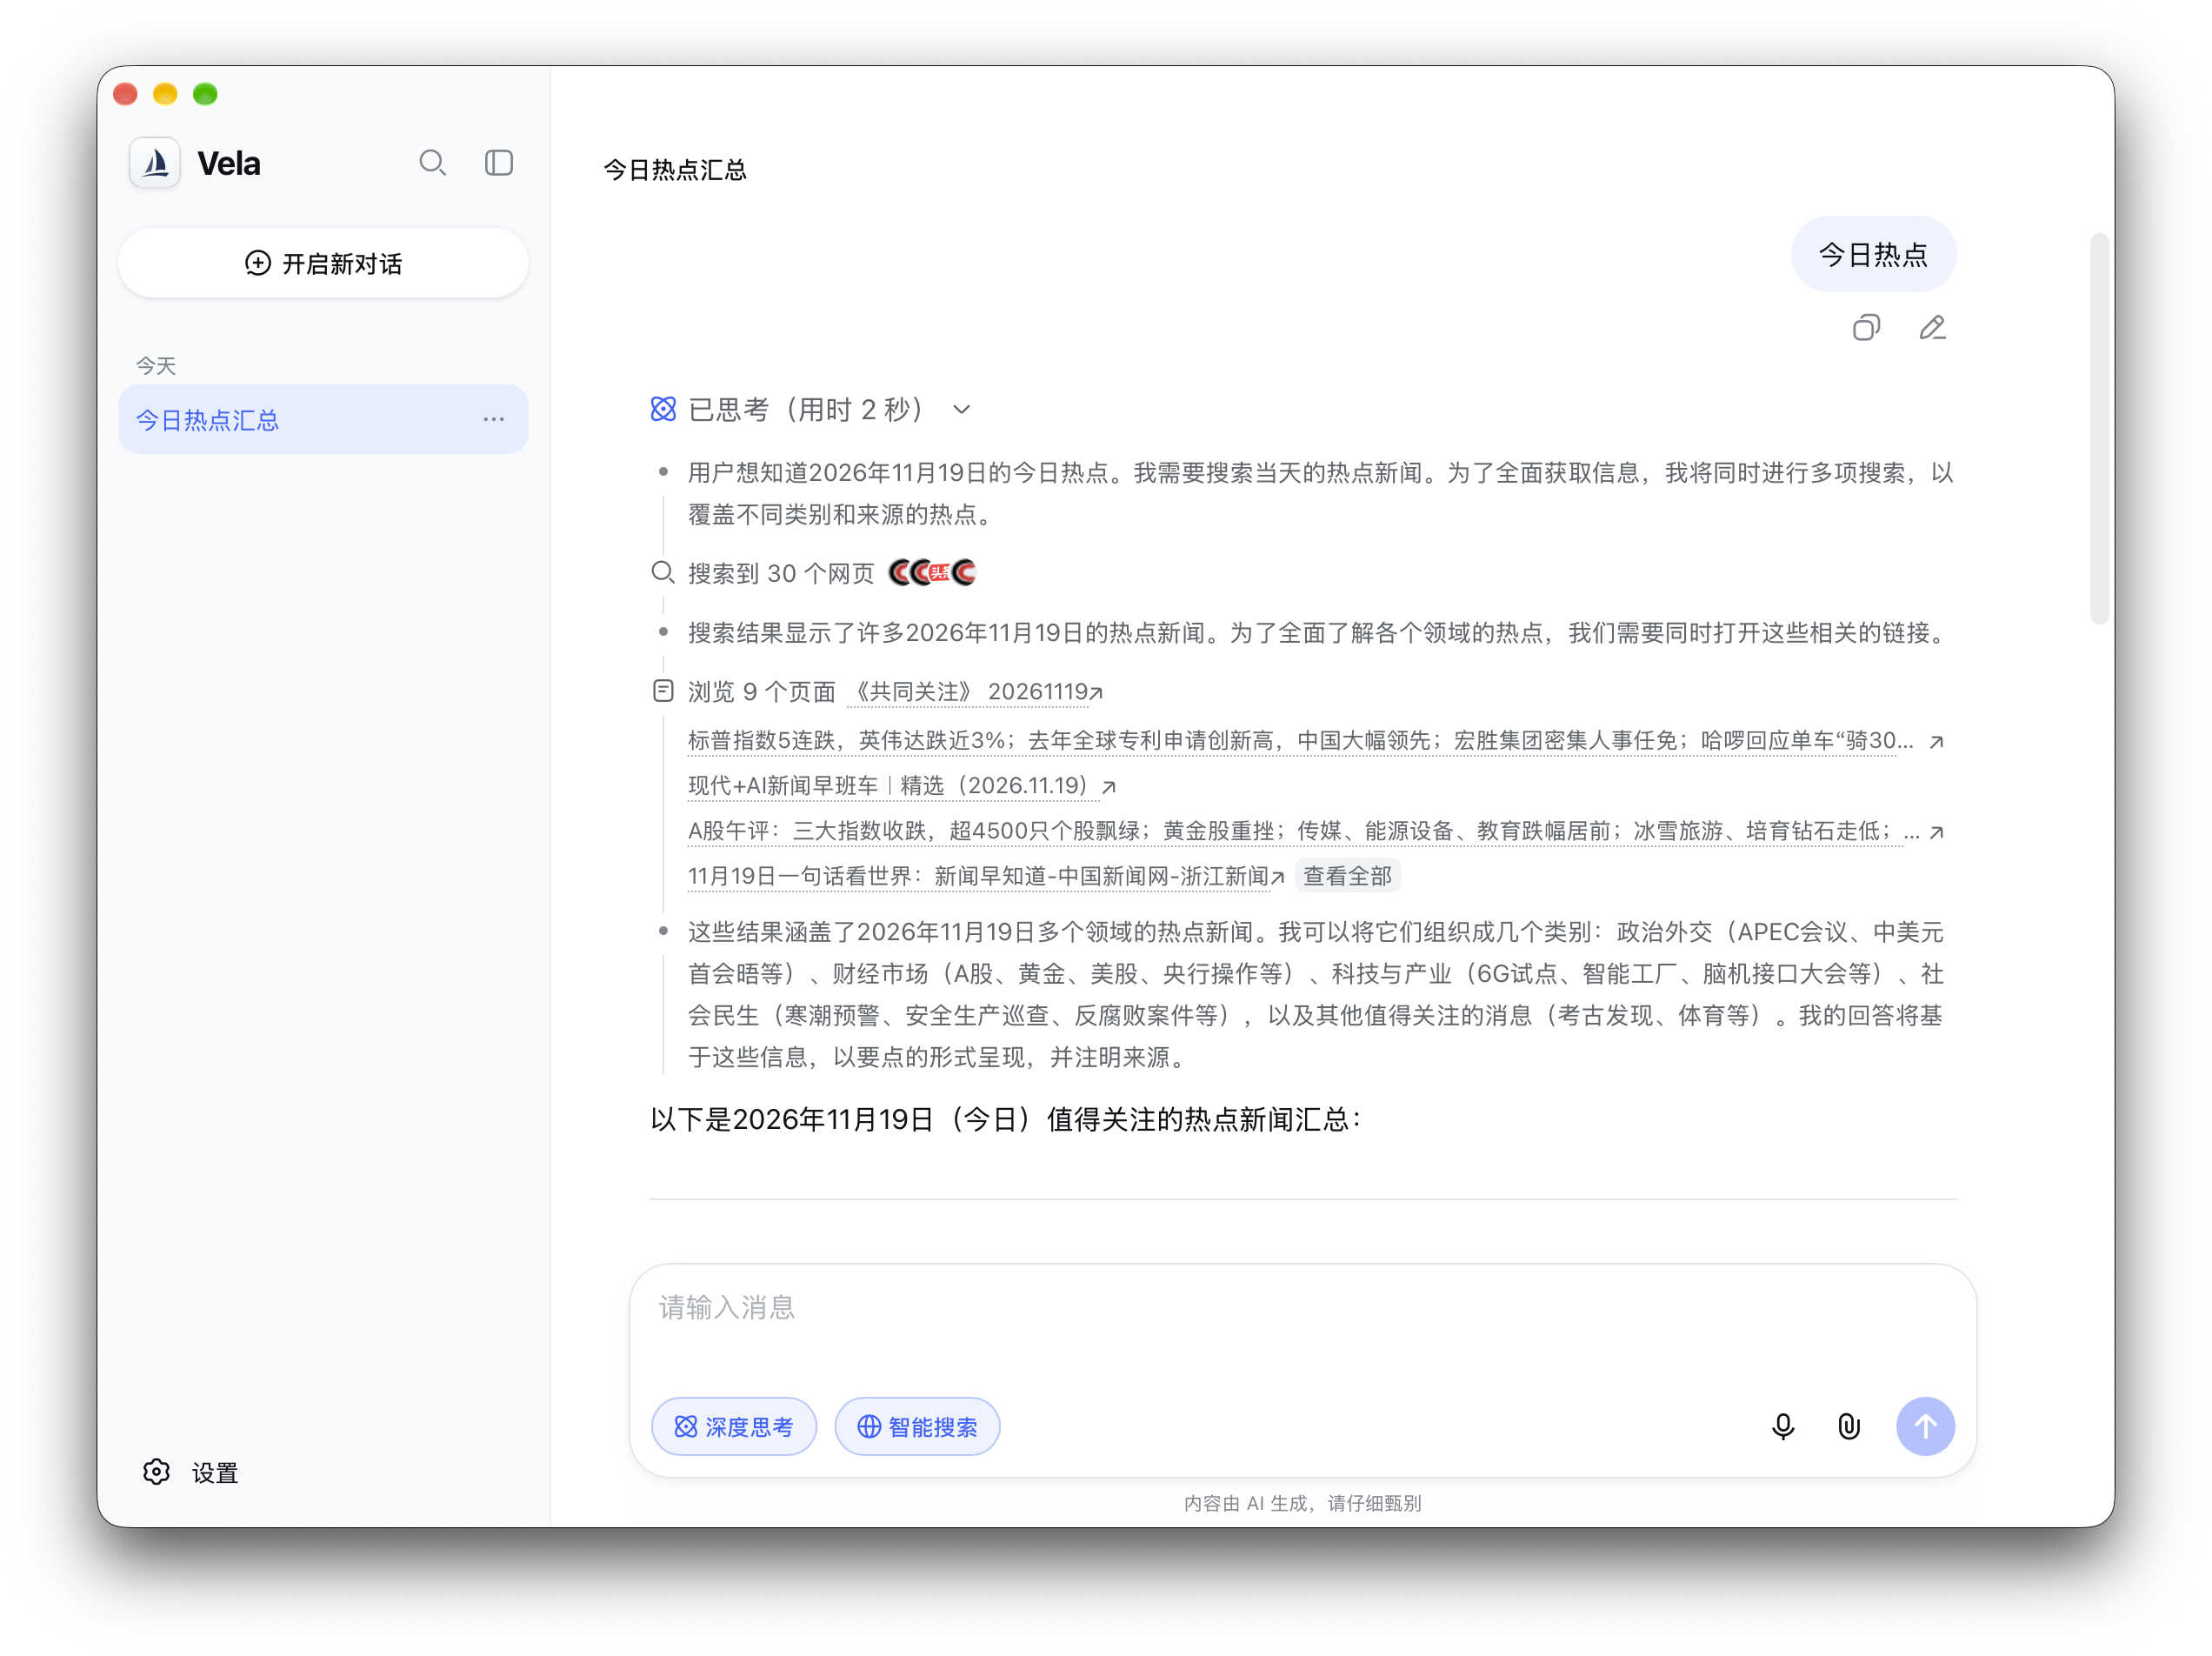 Vela
开启新对话
今天
今日热点汇总
设置
今日热点汇总
今日热点
已思考（用时 2 秒）
用户想知道2026年11月19日的今日热点。我需要搜索当天的热点新闻。为了全面获取信息，我将同时进行多项搜索，以
覆盖不同类别和来源的热点。
搜索到 30 个网页
搜索结果显示了许多2026年11月19日的热点新闻。为了全面了解各个领域的热点，我们需要同时打开这些相关的链接。
浏览 9 个页面 《共同关注》 20261119
标普指数5连跌，英伟达跌近3%；去年全球专利申请创新高，中国大幅领先；宏胜集团密集人事任免；哈啰回应单车“骑30...
现代+AI新闻早班车｜精选（2026.11.19）
A股午评：三大指数收跌，超4500只个股飘绿；黄金股重挫；传媒、能源设备、教育跌幅居前；冰雪旅游、培育钻石走低；...
11月19日一句话看世界：新闻早知道-中国新闻网-浙江新闻 查看全部
这些结果涵盖了2026年11月19日多个领域的热点新闻。我可以将它们组织成几个类别：政治外交（APEC会议、中美元
首会晤等）、财经市场（A股、黄金、美股、央行操作等）、科技与产业（6G试点、智能工厂、脑机接口大会等）、社
会民生（寒潮预警、安全生产巡查、反腐败案件等），以及其他值得关注的消息（考古发现、体育等）。我的回答将基
于这些信息，以要点的形式呈现，并注明来源。
以下是2026年11月19日（今日）值得关注的热点新闻汇总：
请输入消息
深度思考 智能搜索
内容由 AI 生成，请仔细甄别